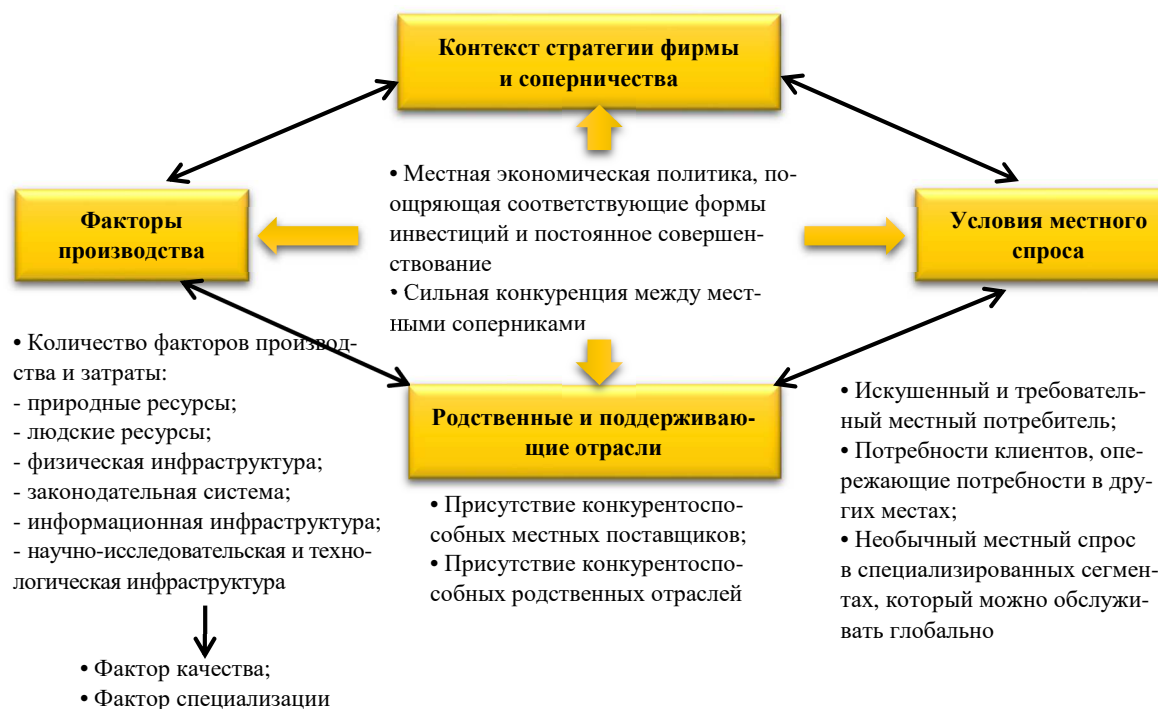 Контекст стратегии фирмы
и соперничества
• Местная экономическая политика, по-
ощряющая соответствующие формы
инвестиций и постоянное совершен-
ствование
• Сильная конкуренция между мест-
ными соперниками
Факторы
производства
Условия местного
спроса
• Количество факторов производ-
ства и затраты:
- природные ресурсы;
- людские ресурсы;
- физическая инфраструктура;
- законодательная система;
- информационная инфраструктура;
- научно-исследовательская и техно-
логическая инфраструктура
• Фактор качества;
• Фактор специализации
Родственные и поддерживаю-
щие отрасли
• Присутствие конкурентоспо-
собных местных поставщиков;
• Присутствие конкурентоспо-
собных родственных отраслей
• Искушенный и требователь-
ный местный потребитель;
• Потребности клиентов, опе-
режающие потребности в дру-
гих местах;
• Необычный местный спрос
в специализированных сегмен-
тах, который можно обслужи-
вать глобально